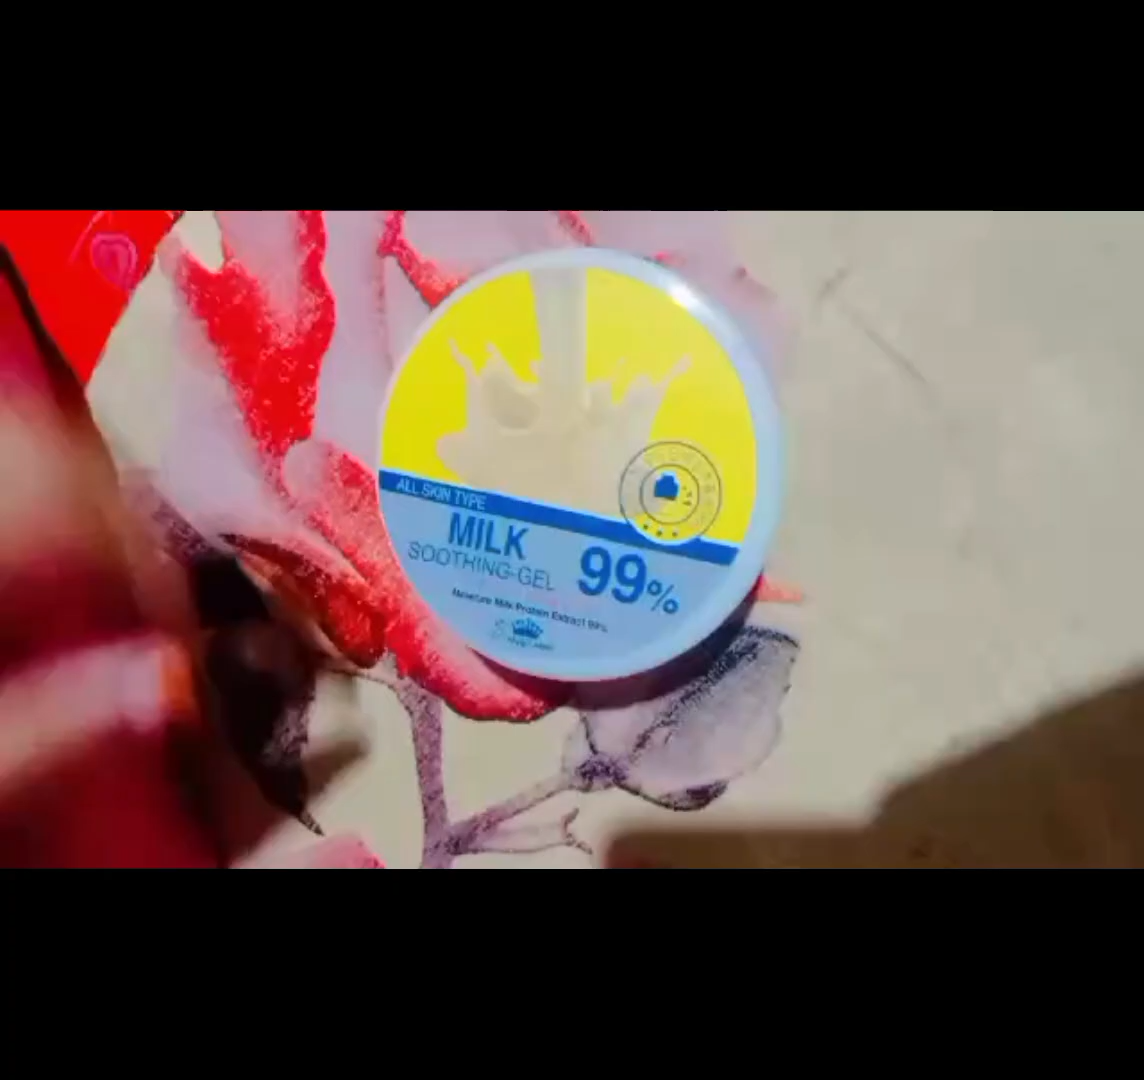 ALL SKIN TYPE
MILK
SOOTHING-GEL
99%
Moisture Milk Protein Extract 99%